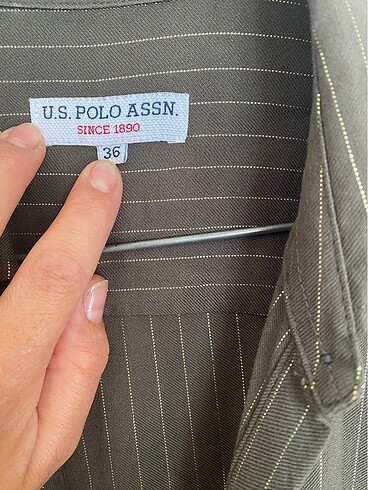 U.S. POLO ASSN.
SINCE 1890
36